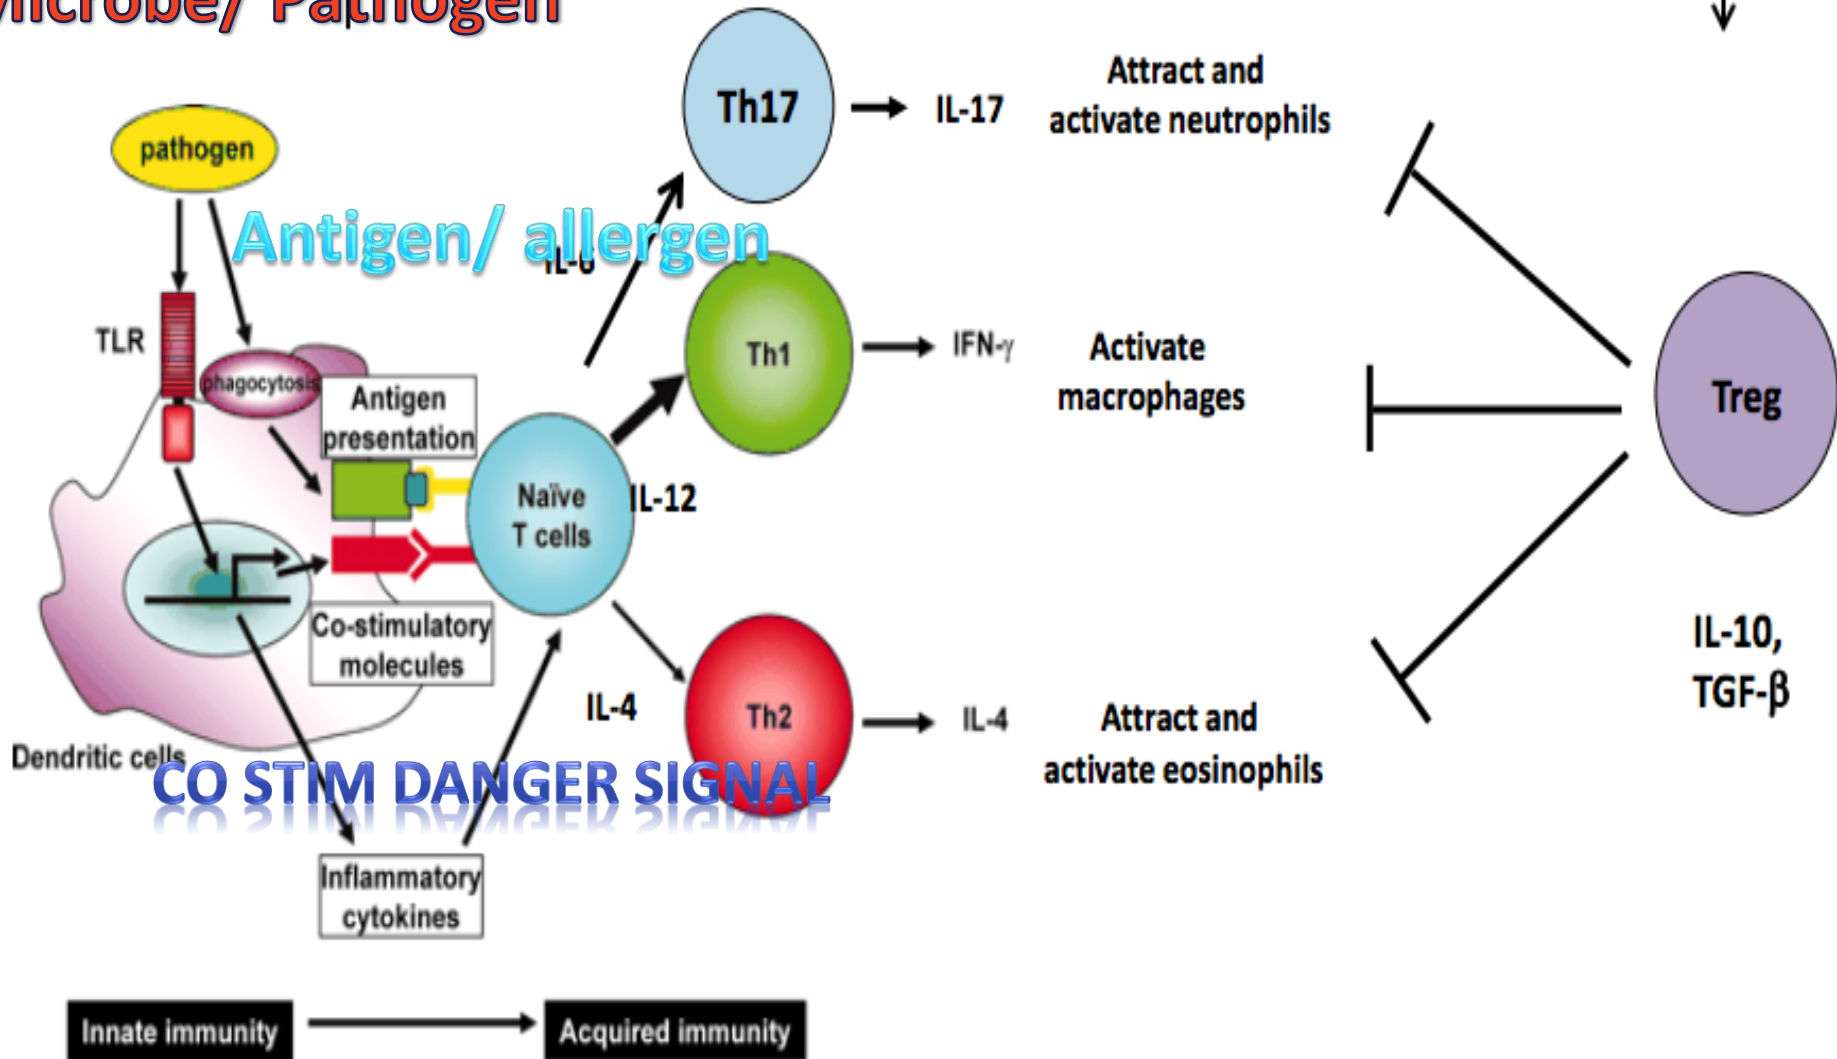 Microbe/ Pathogen
pathogen
Antigen/ allergen
TLR
phagocytosis
Antigen
presentation
Naïve
T cells
Co-stimulatory
molecules
Dendritic cells
CO STIM DANGER SIGNAL
Inflammatory
cytokines
Innate immunity
Acquired immunity
IL-6
IL-12
IL-4
Th17
IL-17
Attract and
activate neutrophils
Th1
IFN-γ
Activate
macrophages
Th2
IL-4
Attract and
activate eosinophils
Treg
IL-10,
TGF-β